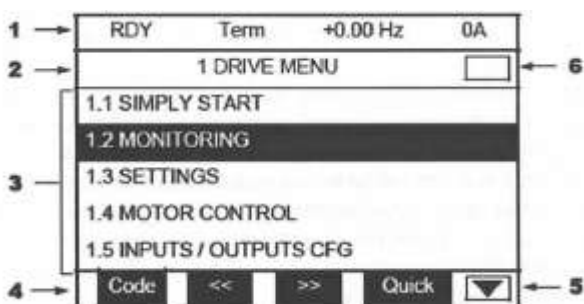 1 RDY Term +0.00 Hz 0A
2 1 DRIVE MENU 6
1.1 SIMPLY START
1.2 MONITORING
3 1.3 SETTINGS
1.4 MOTOR CONTROL
1.5 INPUTS / OUTPUTS CFG
4 Code << >> Quick 5